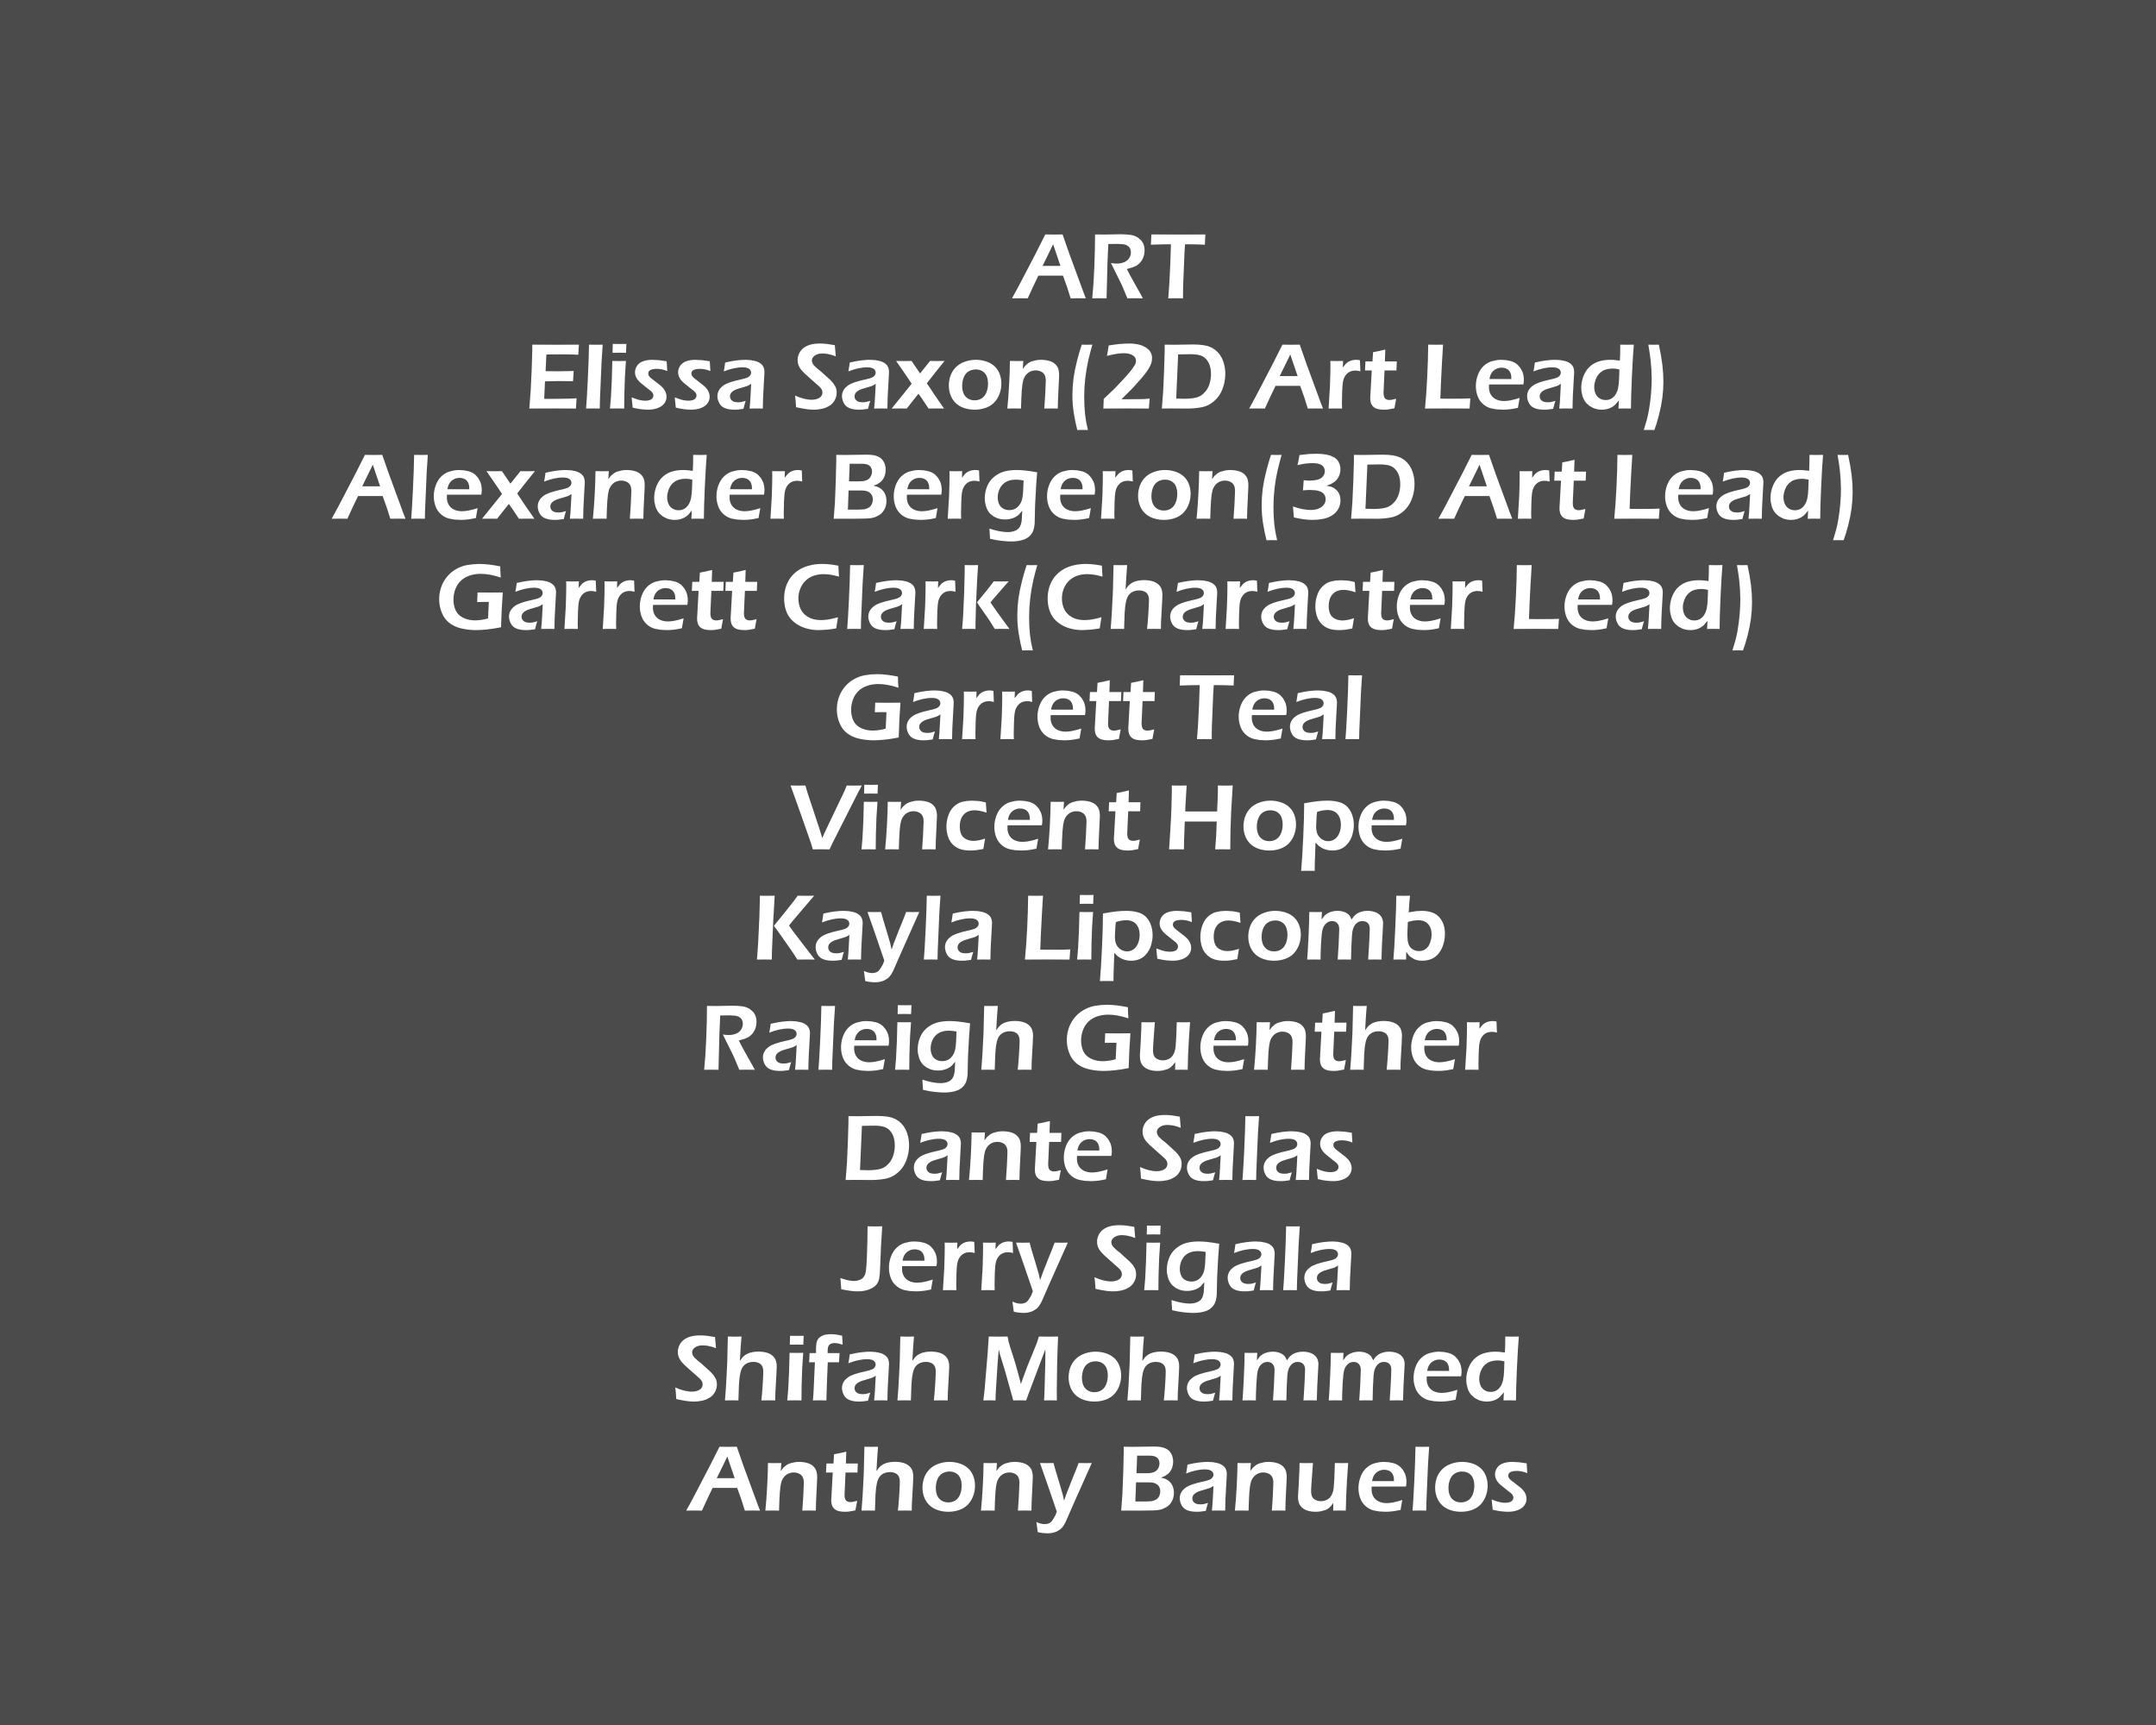 ART
Elissa Saxon (2D Art Lead)
Alexander Bergeron (3D Art Lead)
Garrett Clark (Character Lead)
Garrett Teal
Vincent Hope
Kayla Lipscomb
Raleigh Guenther
Dante Salas
Jerry Sigala
Shifah Mohammed
Anthony Banuelos